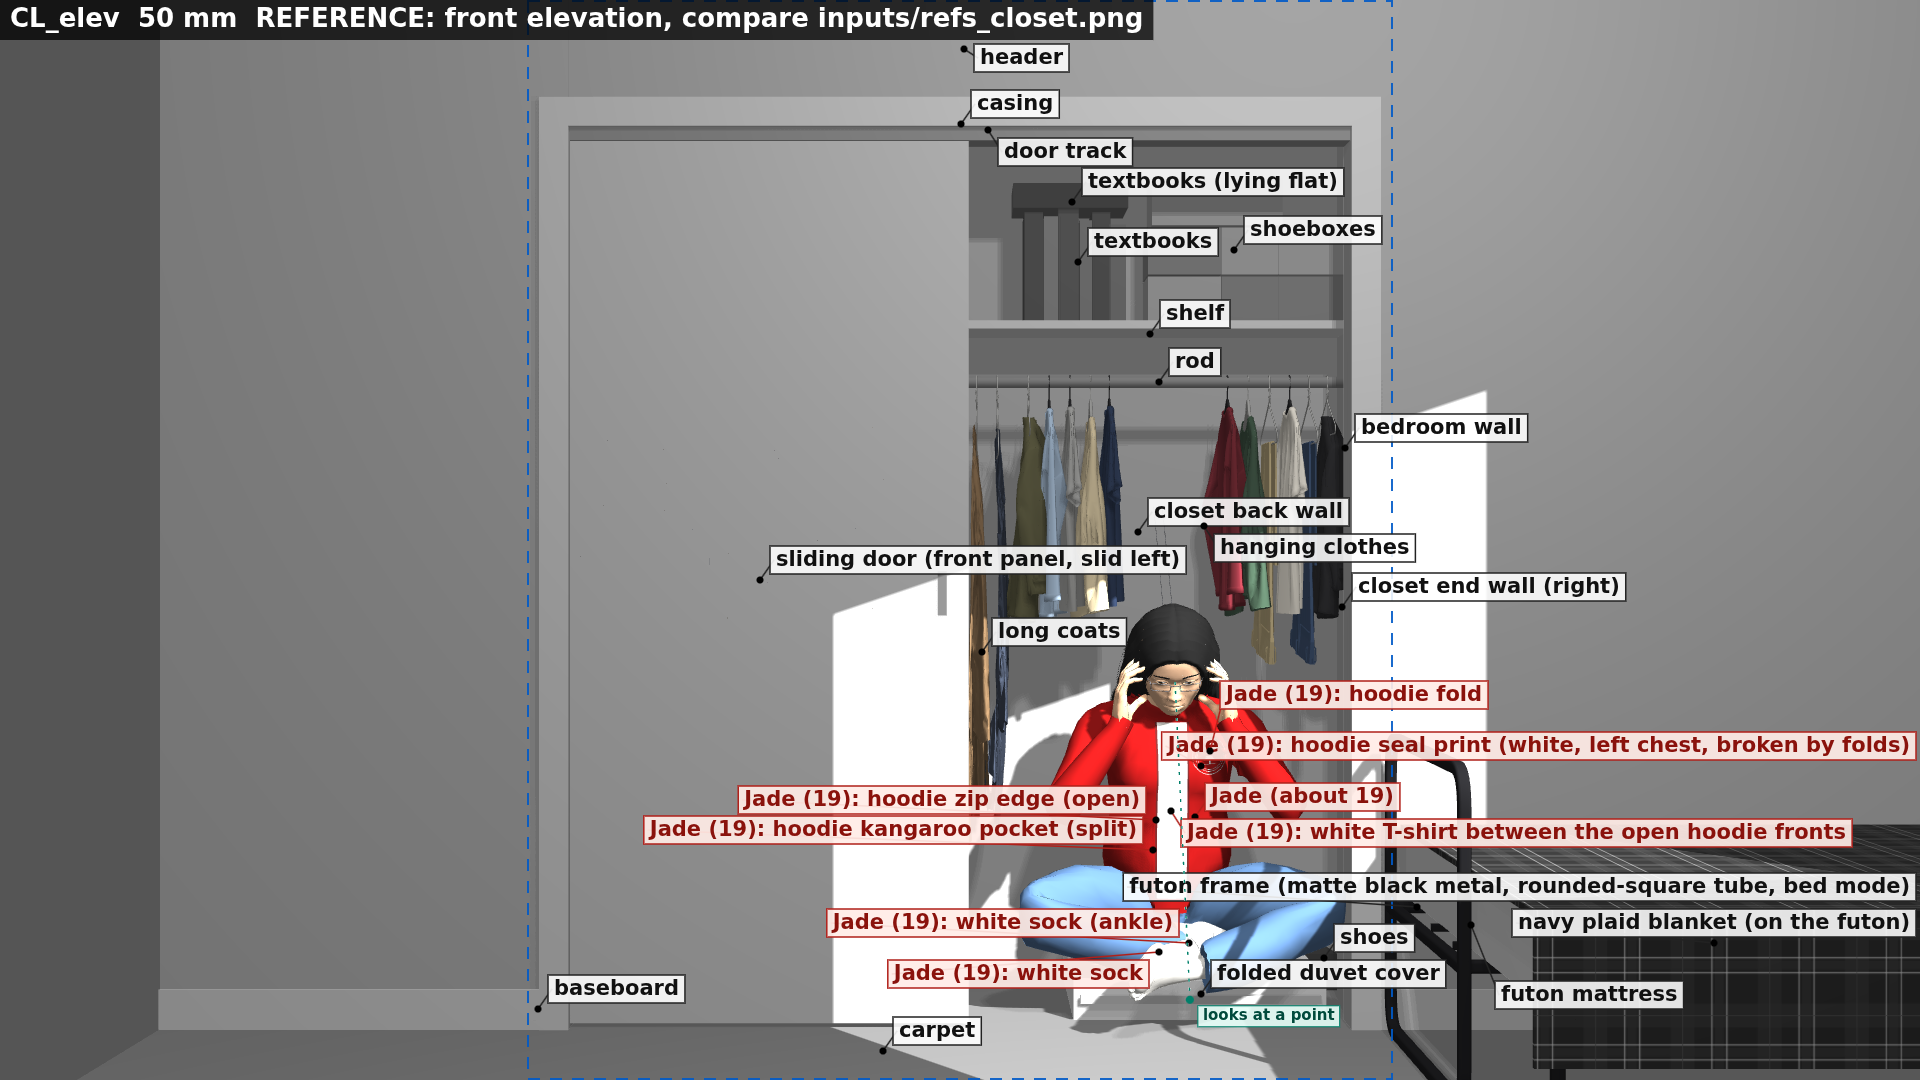 CL_elev 50 mm REFERENCE: front elevation, compare inputs/refs_closet.png
header
casing
door track
textbooks (lying flat)
shoeboxes
textbooks
shelf
rod
bedroom wall
closet back wall
hanging clothes
sliding door (front panel, slid left)
closet end wall (right)
long coats
Jade (19): hoodie fold
Jade (19): hoodie seal print (white, left chest, broken by folds)
Jade (19): hoodie zip edge (open)
Jade (about 19)
Jade (19): hoodie kangaroo pocket (split)
Jade (19): white T-shirt between the open hoodie fronts
futon frame (matte black metal, rounded-square tube, bed mode)
Jade (19): white sock (ankle)
navy plaid blanket (on the futon)
shoes
Jade (19): white sock
folded duvet cover
baseboard
futon mattress
looks at a point
carpet